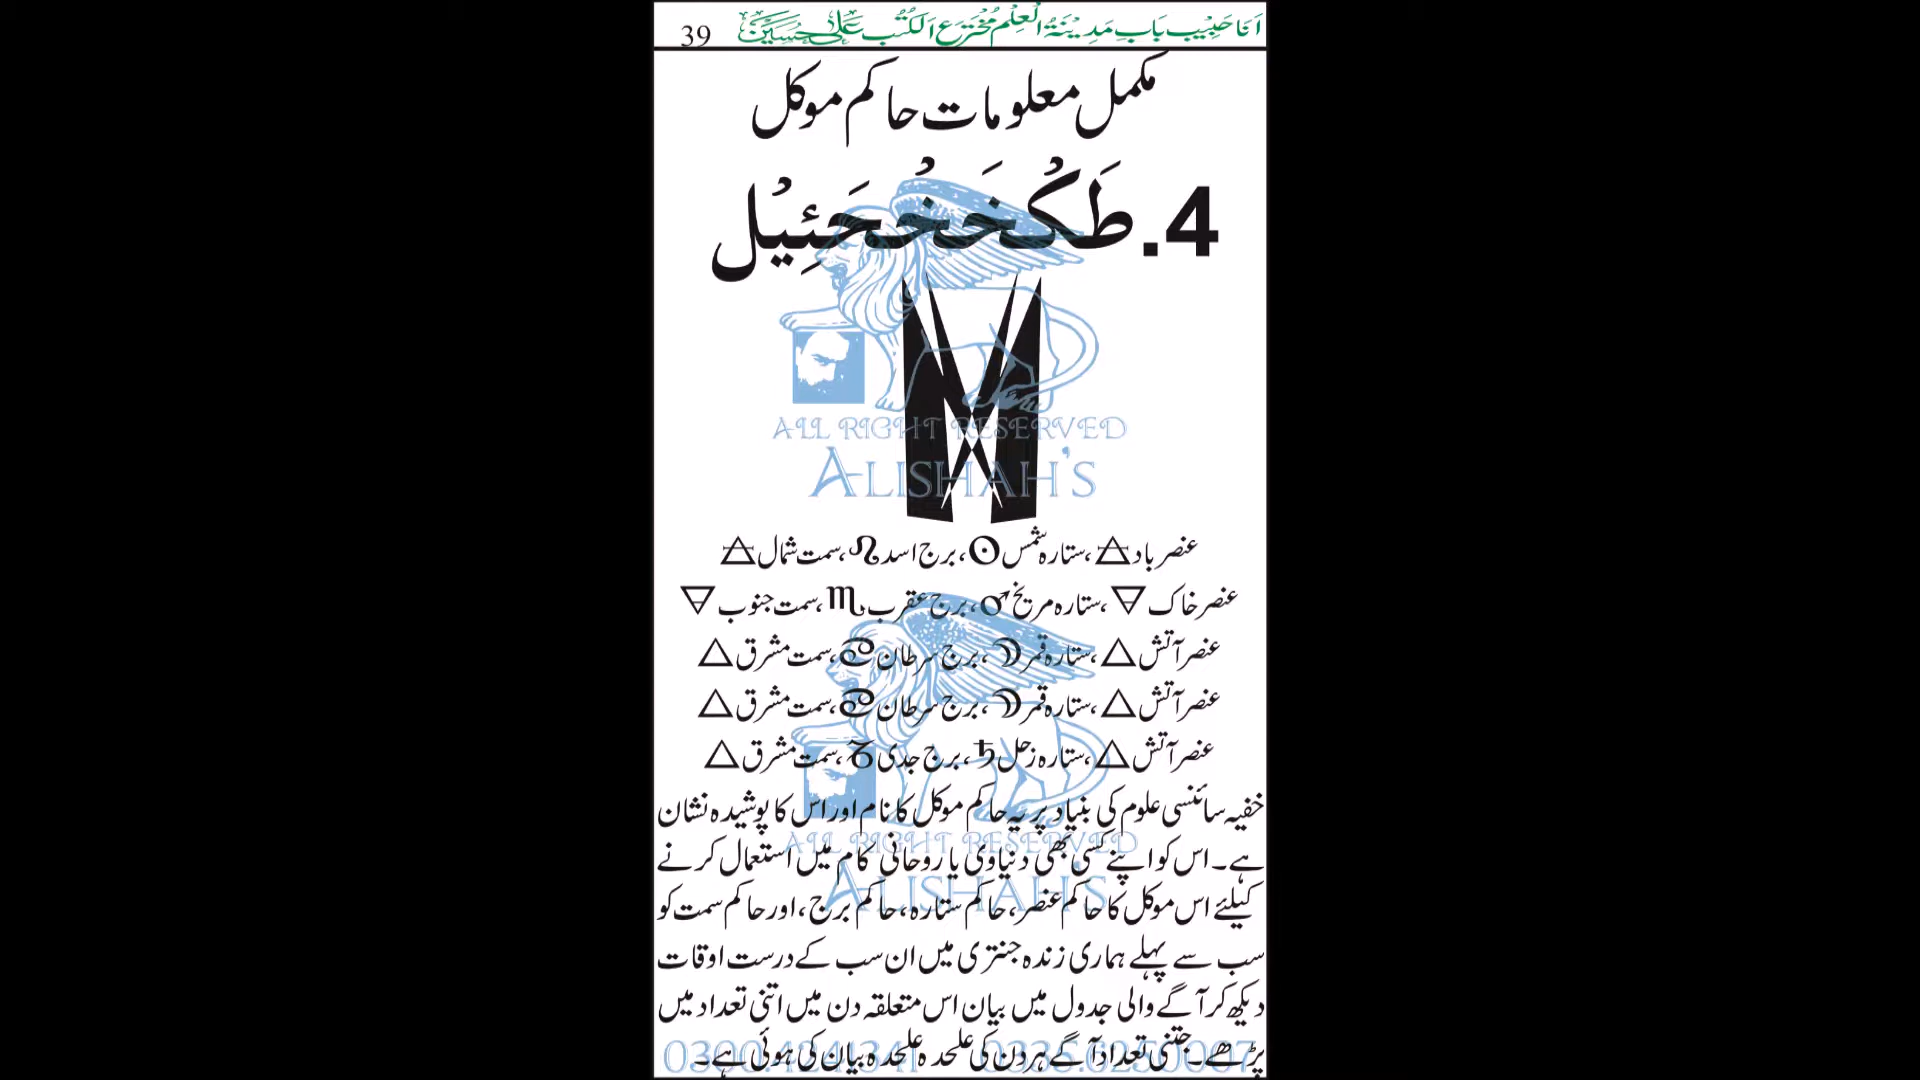 اَنَا حَبِیْب بَابِ مَدِیْنَۃُ الْعِلْم مُخْتَرَع الْکُتُب عَلی حُسَیْن 39
مکمل معلومات حاکم موکل
4. طَکْخَخْحَئِیْل
ALL RIGHT RESERVED
ALISHAH'S
عنصر باد، ستارہ شمس، برج اسد، سمت شمال
عنصر خاک، ستارہ مریخ، برج عقرب، سمت جنوب
عنصر آتش، ستارہ قمر، برج سرطان، سمت مشرق
عنصر آتش، ستارہ قمر، برج سرطان، سمت مشرق
عنصر آتش، ستارہ زحل، برج جدی، سمت مشرق
خفیہ سائنسی علوم کی بنیاد پر یہ حاکم موکل کا نام اور اس کا پوشیدہ نشان
ALL RIGHT RESERVED
ہے۔ اس کو اپنے کسی بھی دنیاوی یا روحانی کام میں استعمال کرنے
ALISHAH'S
کیلئے اس موکل کا حاکم عنصر، حاکم ستارہ، حاکم برج، اور حاکم سمت کو
سب سے پہلے ہماری زندہ جنتری میں ان سب کے درست اوقات
دیکھ کر آگے والی جدول میں بیان اس متعلقہ دن میں اتنی تعداد میں
پڑھے۔ جتنی تعداد آگے ہر دن کی علحدہ علحدہ بیان کی ہوئی ہے۔